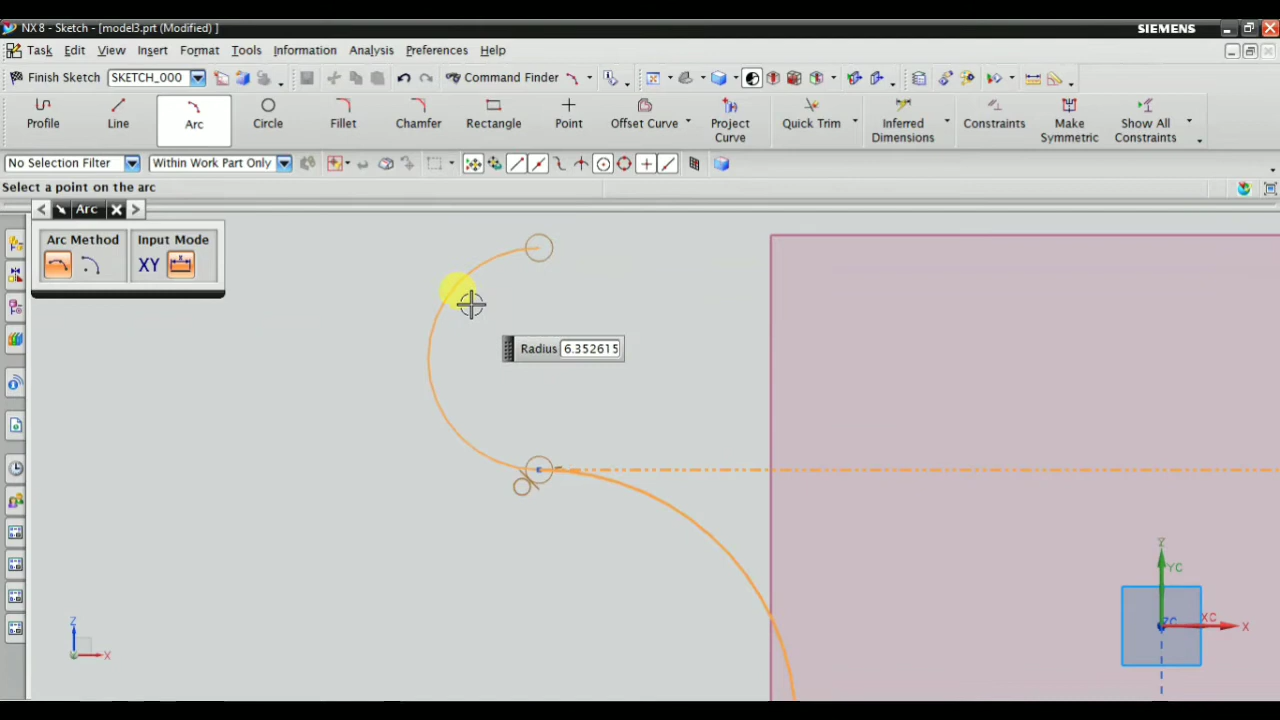 NX 8 - Sketch - [model3.prt (Modified) ]
SIEMENS
Task Edit View Insert Format Tools Information Analysis Preferences Help
Finish Sketch SKETCH_000 Command Finder
Profile Line Arc Circle Fillet Chamfer Rectangle Point Offset Curve Project Curve Quick Trim Inferred Dimensions Constraints Make Symmetric Show All Constraints
No Selection Filter Within Work Part Only
Select a point on the arc
Arc
Arc Method Input Mode
XY
Radius 6.352615
Y
YC
ZC XC X
Z
X